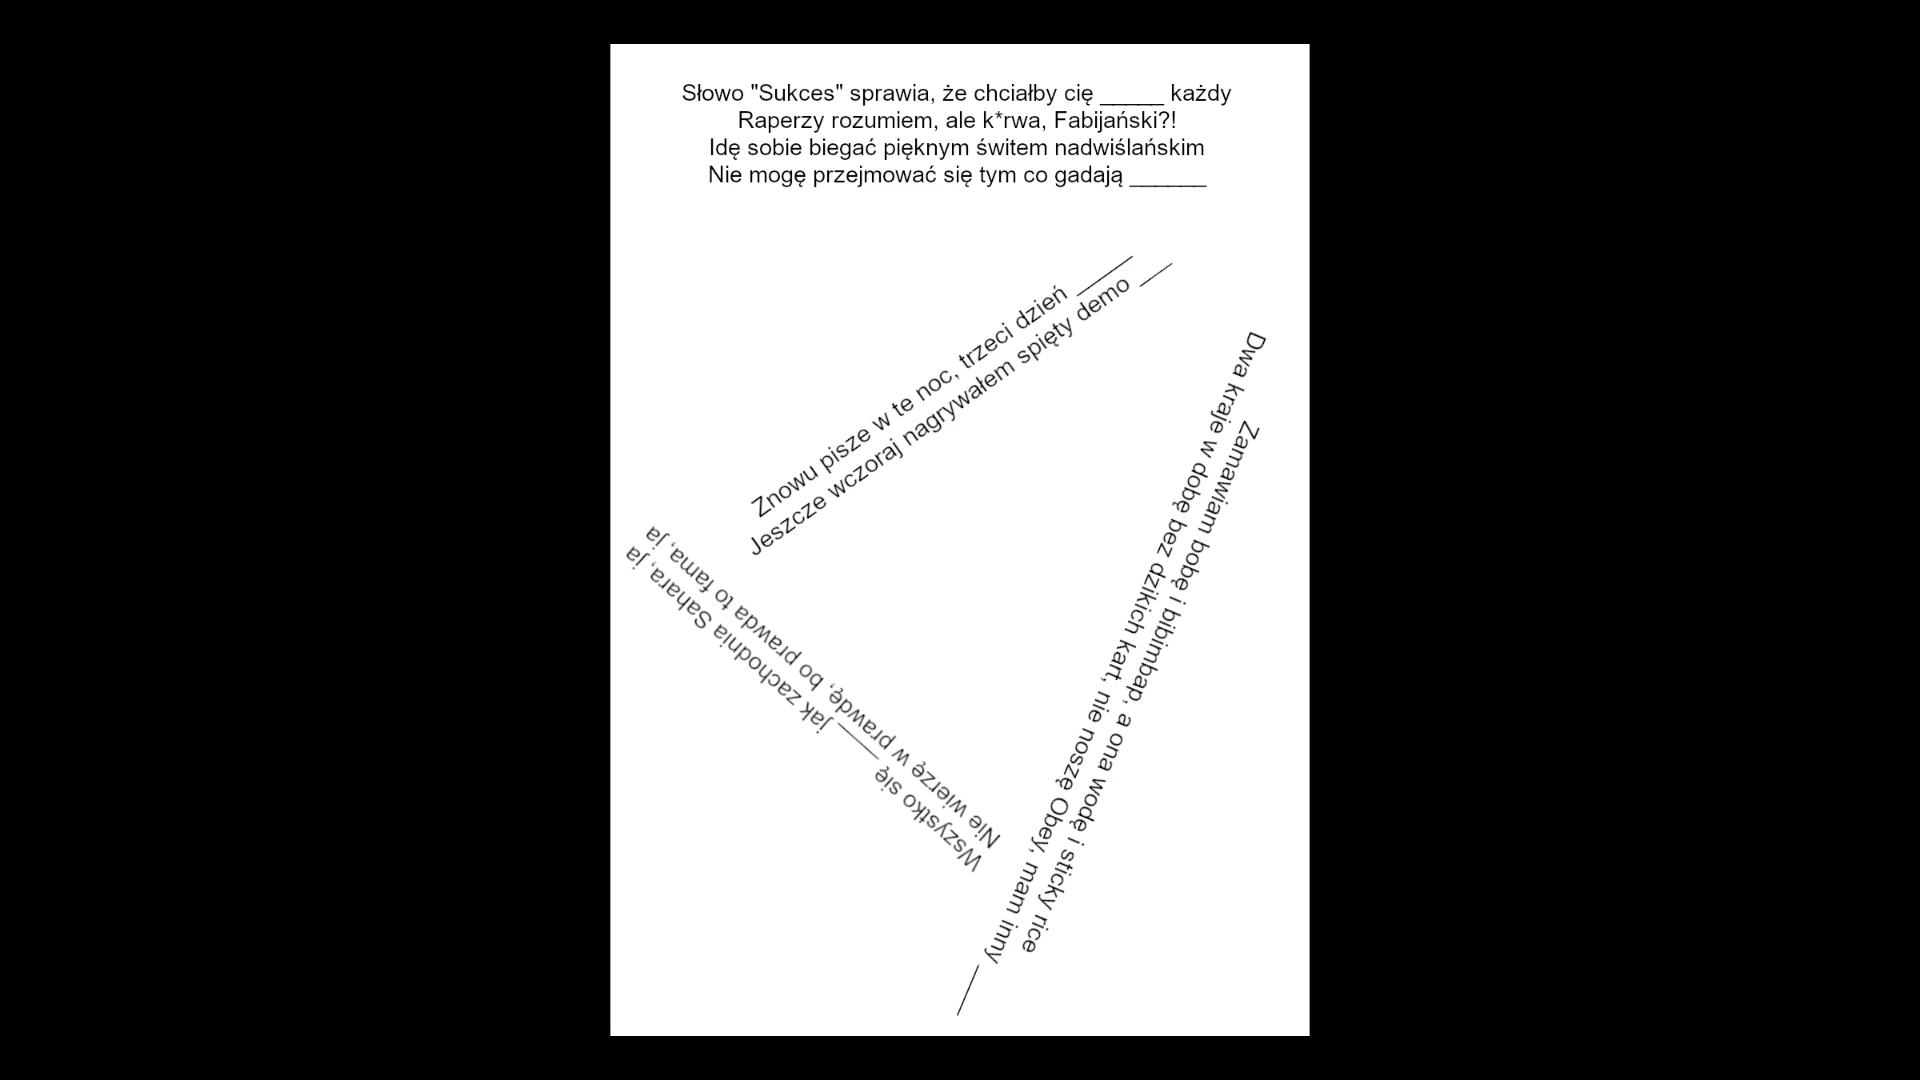 Słowo "Sukces" sprawia, że chciałby cię _____ każdy
Raperzy rozumiem, ale k*rwa, Fabijański?!
Idę sobie biegać pięknym świtem nadwiślańskim
Nie mogę przejmować się tym co gadają ______
Znowu pisze w te noc, trzeci dzień _____
Jeszcze wczoraj nagrywałem spięty demo ___
Zamawiam bobę i bibimbap, a ona wodę i sticky rice
Dwa kraje w dobę bez dzikich kart, nie noszę Obey, mam inny ____
Nie wierzę w prawdę, bo prawda to fama, ja
Wszystko się ____ jak zachodnia Sahara, ja